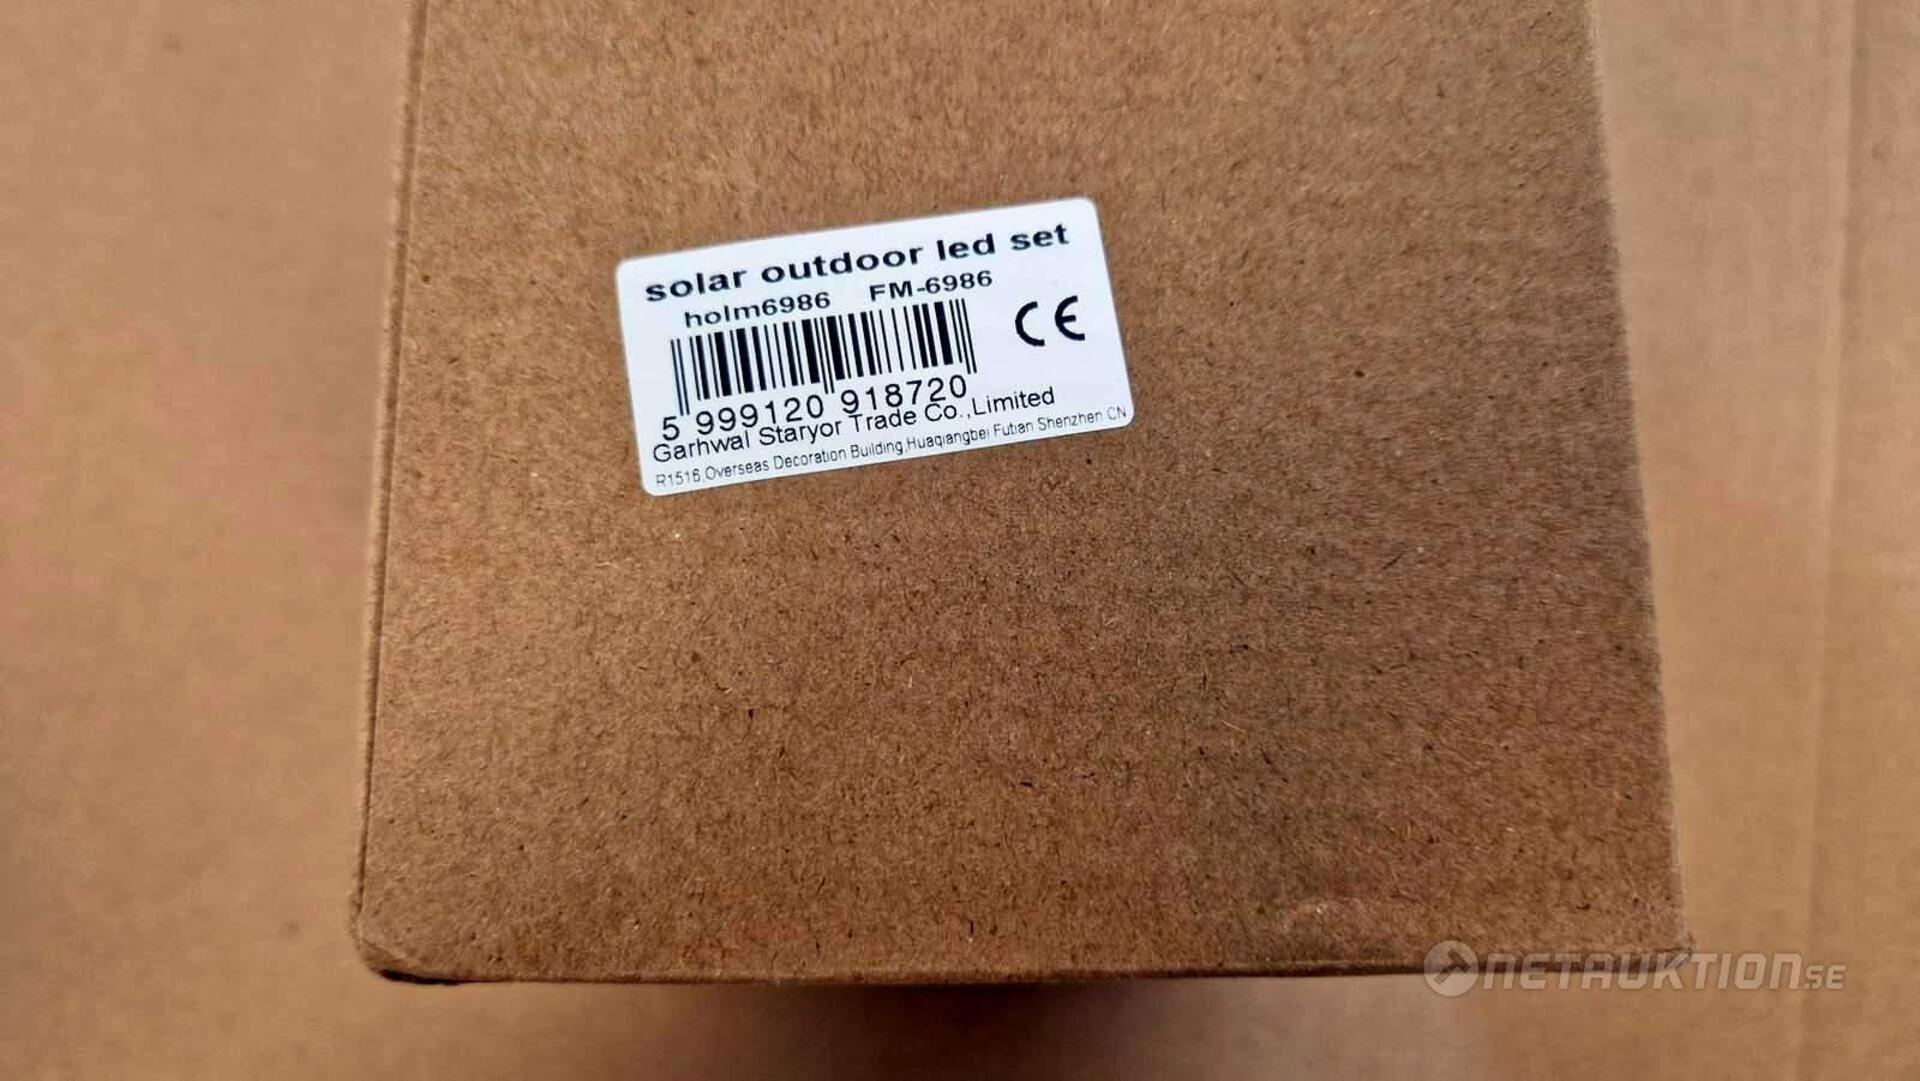 solar outdoor led set
holm6986 FM-6986
CE
5 999120 918720
Garhwal Staryor Trade Co.,Limited
R1516,Overseas Decoration Building,Huaqiangbei Futian Shenzhen CN
NETAUKTION.SE